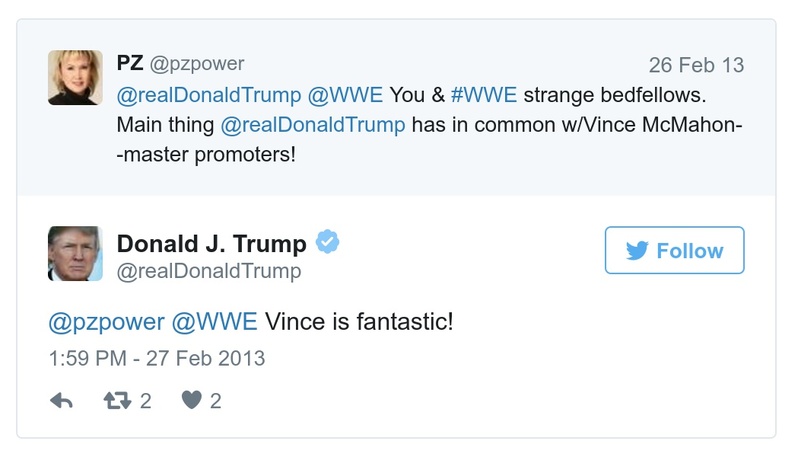 PZ @pzpower 26 Feb 13
@realDonaldTrump @WWE You & #WWE strange bedfellows.
Main thing @realDonaldTrump has in common w/Vince McMahon-
-master promoters!
Donald J. Trump
@realDonaldTrump
Follow
@pzpower @WWE Vince is fantastic!
1:59 PM - 27 Feb 2013
2 2